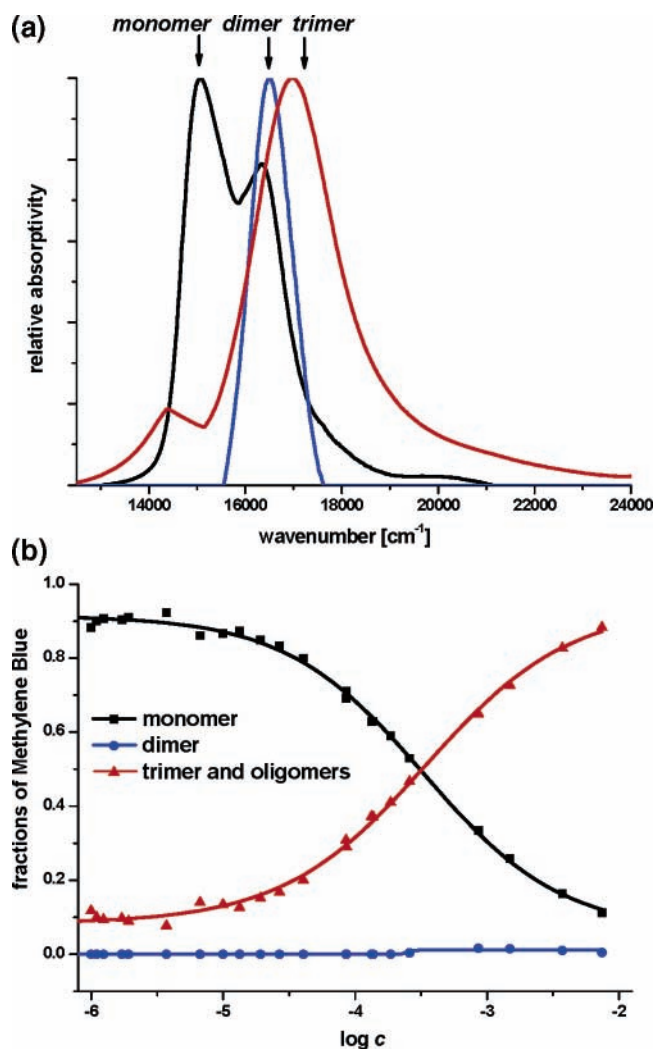 (a)
monomer dimer trimer
relative absorptivity
14000 16000 18000 20000 22000 24000
wavenumber [cm-1]
(b)
fractions of Methylene Blue
1.0
0.8
0.6
0.4
0.2
0.0
monomer
dimer
trimer and oligomers
-6 -5 -4 -3 -2
log c